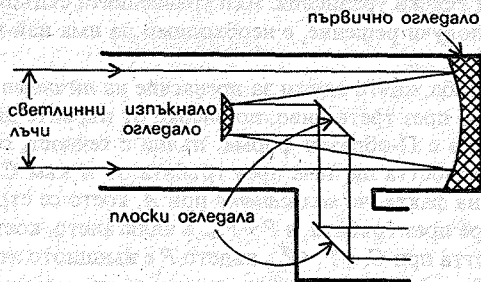 първично огледало
светлинни
лъчи
изпъкнало
огледало
плоски огледала